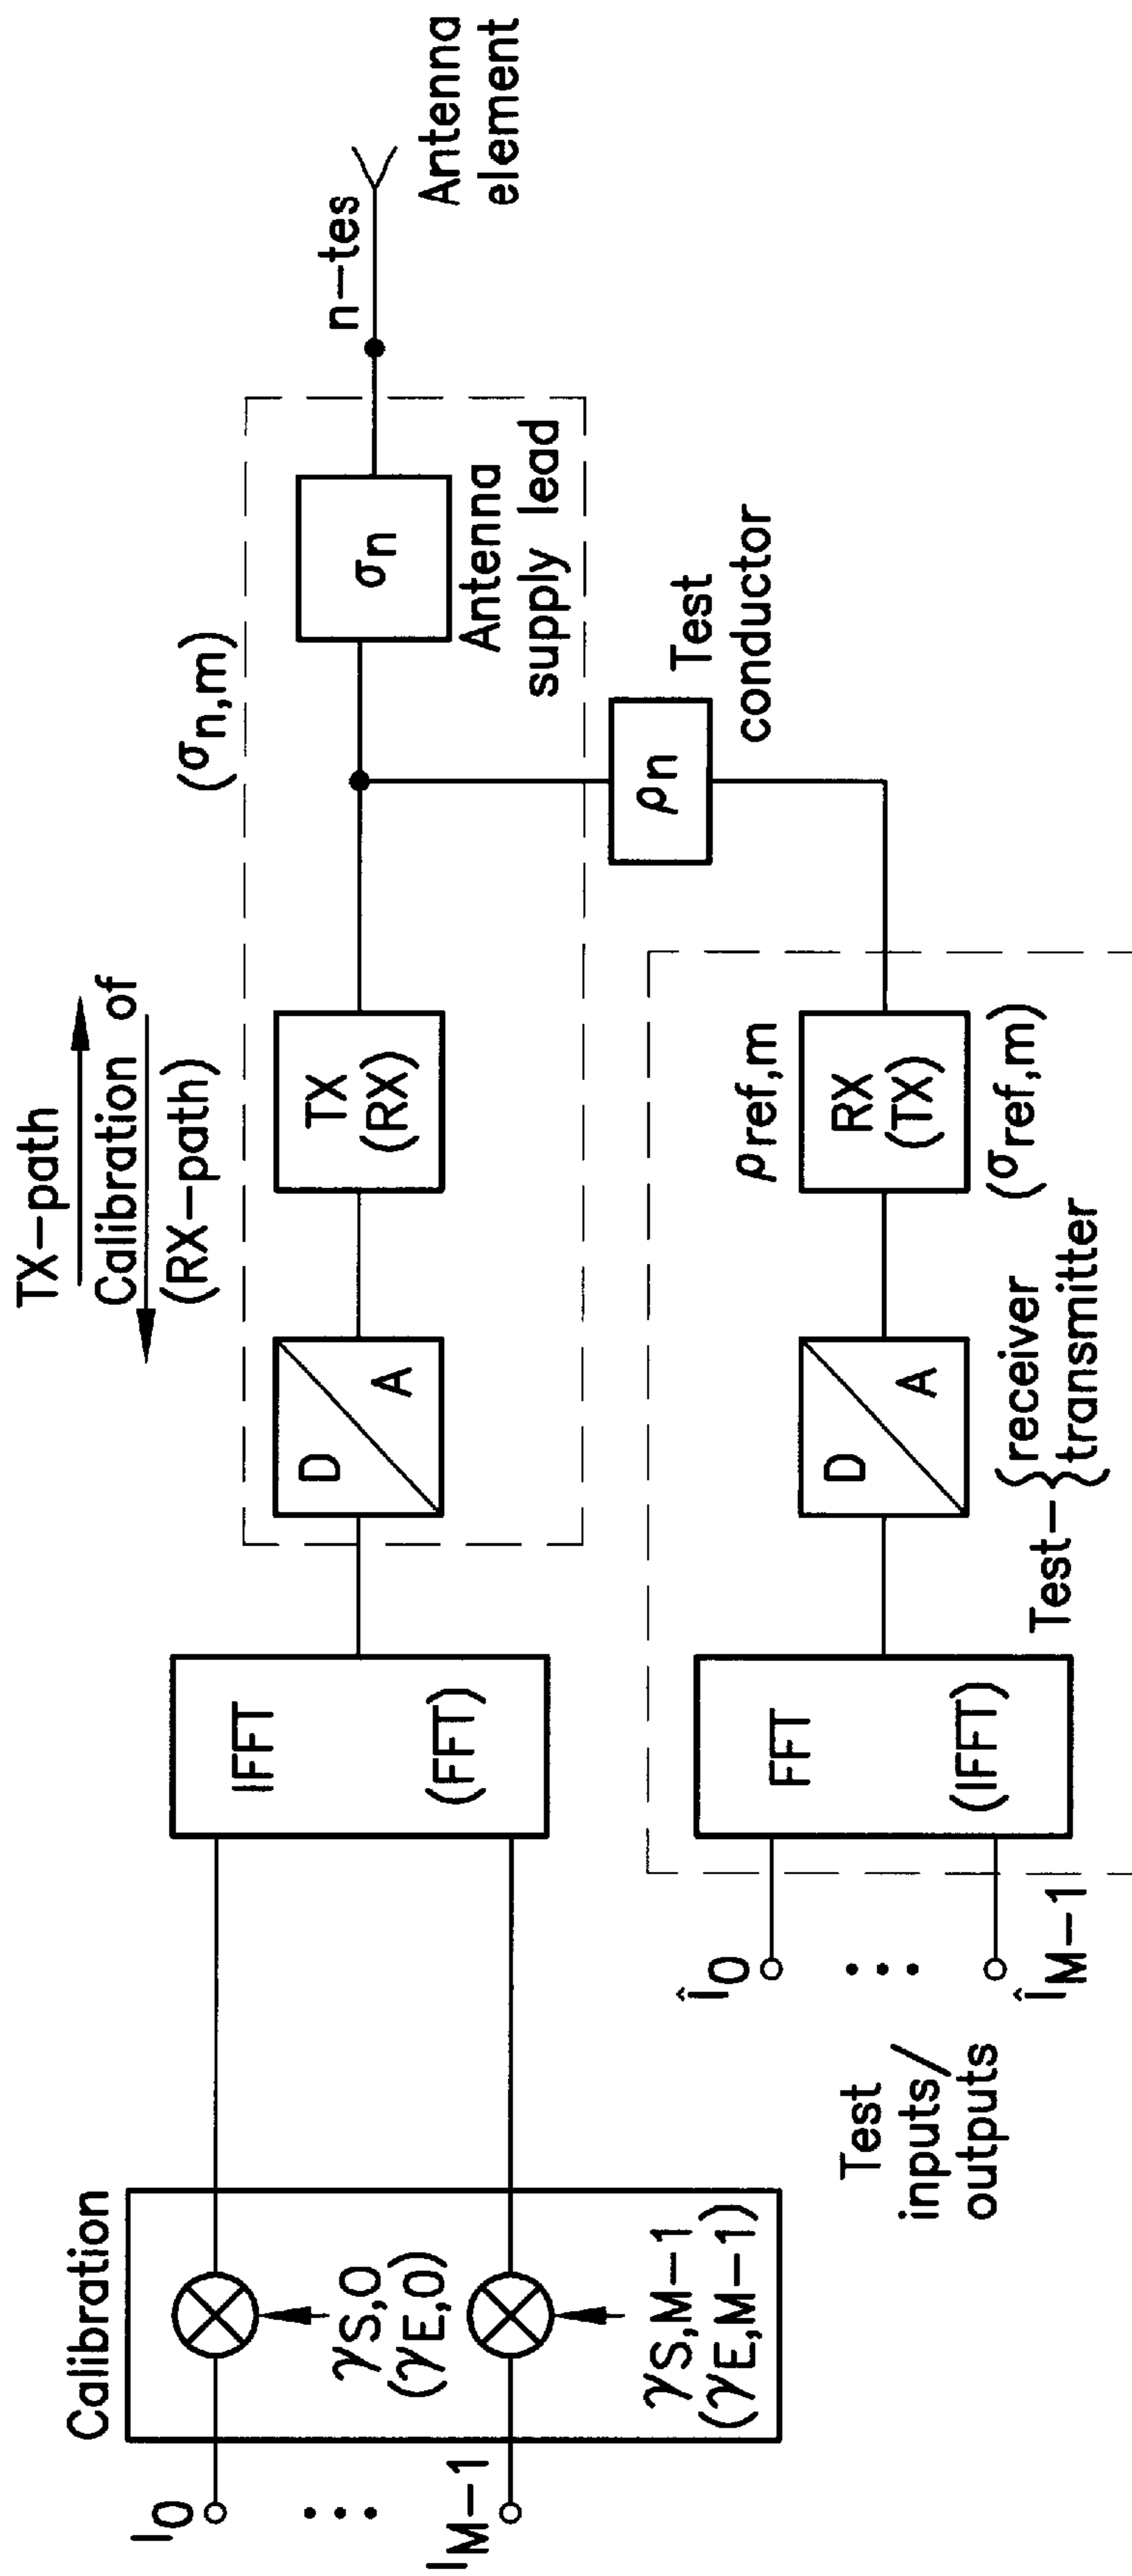 TX–path
Calibration of
(RX–path)
(σn,m)
n–tes
Antenna
element
Calibration
I0
IM–1
γS,0
(γE,0)
γS,M–1
(γE,M–1)
IFFT
(FFT)
D
A
TX
(RX)
σn
Antenna
supply lead
ρn
Test
conductor
ρref,m
RX
(TX)
(σref,m)
D
A
Test–
receiver
transmitter
FFT
(IFFT)
Î0
ÎM–1
Test
inputs/
outputs